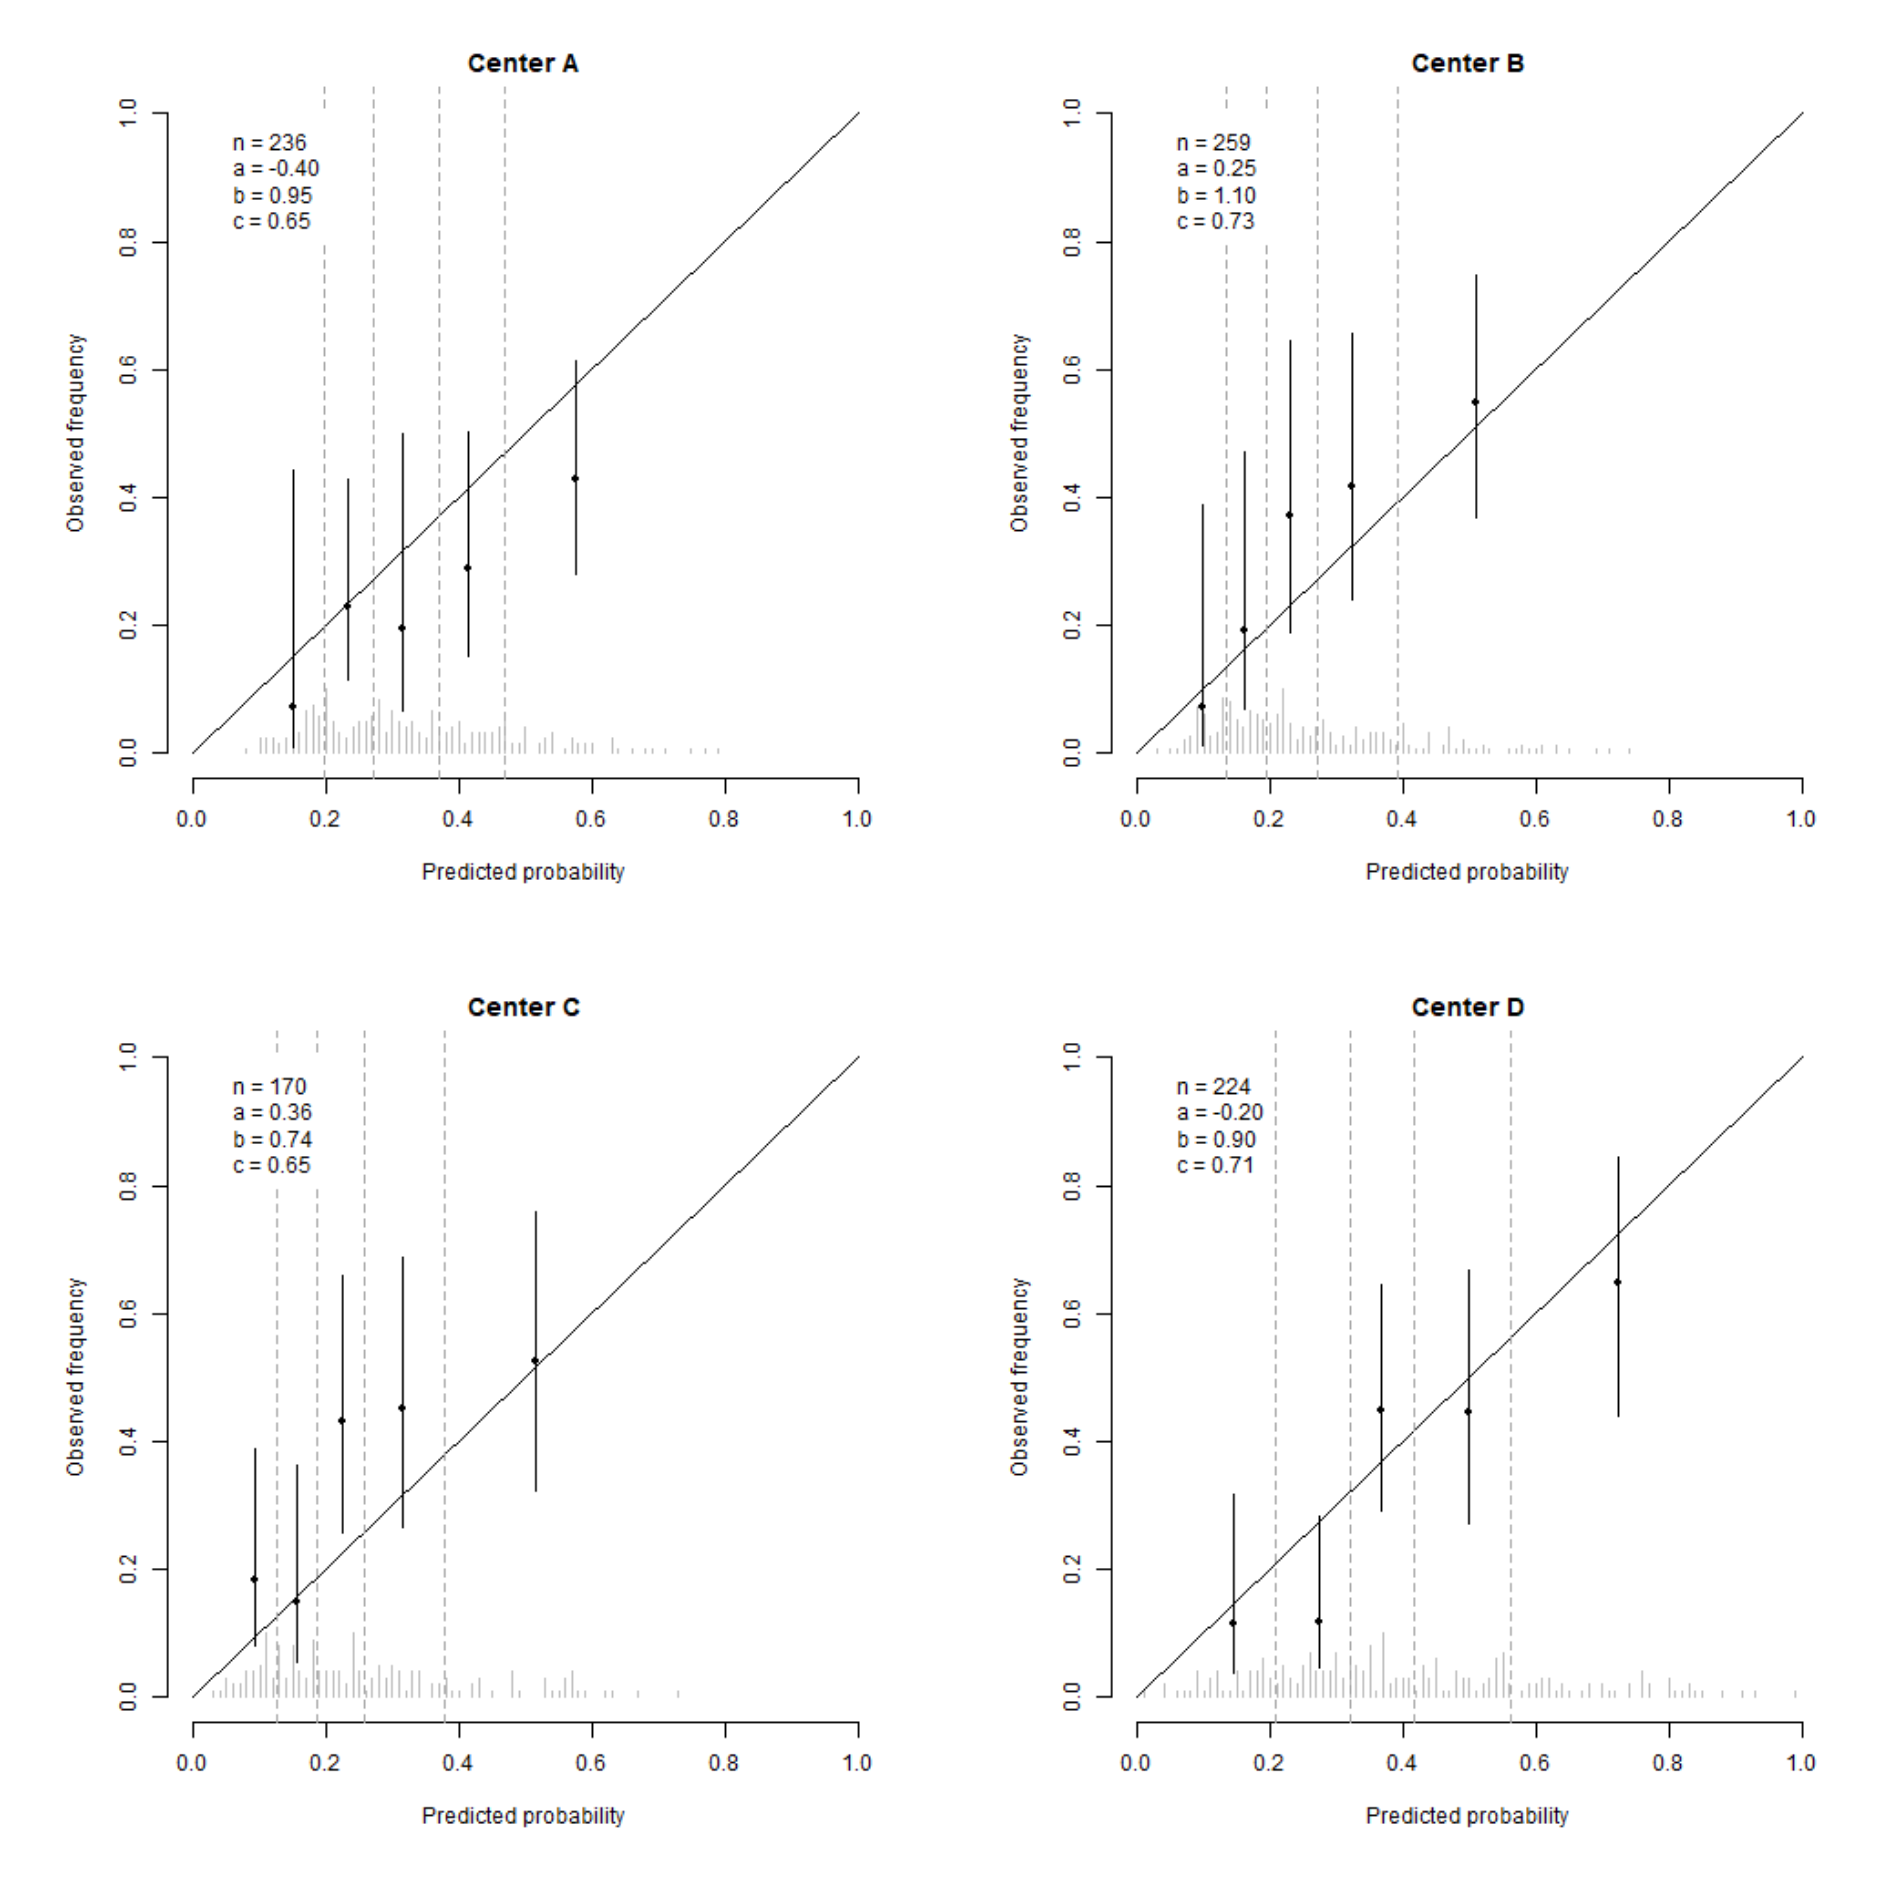 Center A
n = 236
a = -0.40
b = 0.95
c = 0.65
Observed frequency
0.0 0.2 0.4 0.6 0.8 1.0
0.0 0.2 0.4 0.6 0.8 1.0
Predicted probability
Center B
n = 259
a = 0.25
b = 1.10
c = 0.73
Observed frequency
0.0 0.2 0.4 0.6 0.8 1.0
0.0 0.2 0.4 0.6 0.8 1.0
Predicted probability
Center C
n = 170
a = 0.36
b = 0.74
c = 0.65
Observed frequency
0.0 0.2 0.4 0.6 0.8 1.0
0.0 0.2 0.4 0.6 0.8 1.0
Predicted probability
Center D
n = 224
a = -0.20
b = 0.90
c = 0.71
Observed frequency
0.0 0.2 0.4 0.6 0.8 1.0
0.0 0.2 0.4 0.6 0.8 1.0
Predicted probability